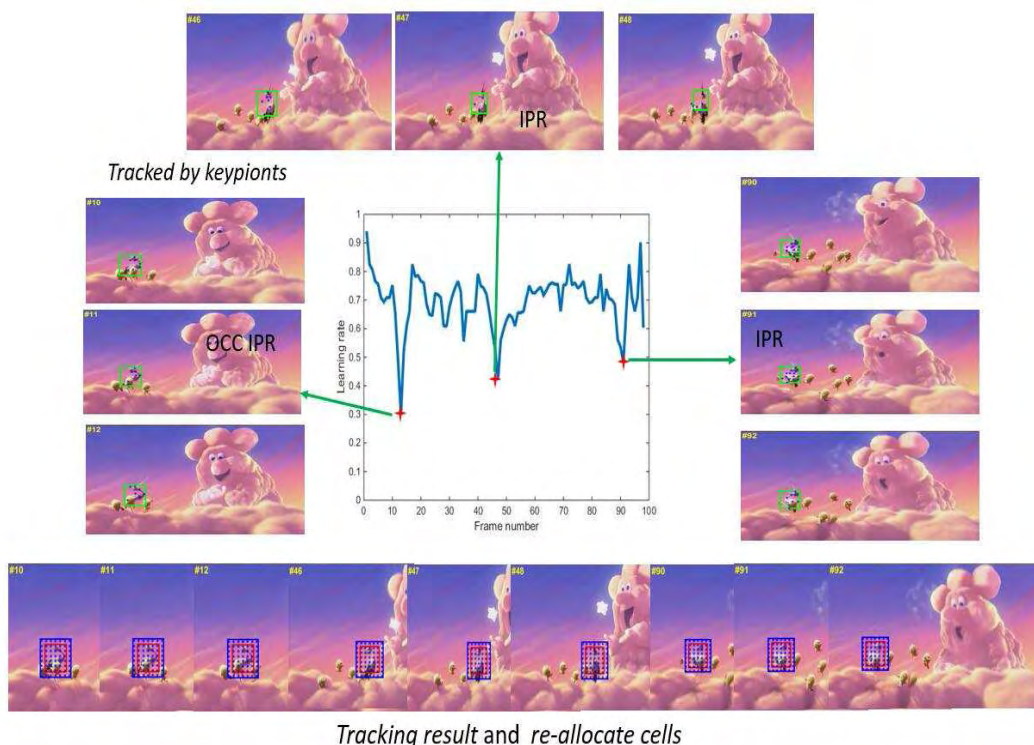 #46
#47
#48
IPR
Tracked by keypionts
#10
#11
OCC IPR
#12
#90
#91
IPR
#92
1
0.9
0.8
0.7
0.6
0.5
0.4
0.3
0.2
0.1
0
Learning rate
0 10 20 30 40 50 60 70 80 90 100
Frame number
#10 #11 #12 #46 #47 #48 #90 #91 #92
Tracking result and re-allocate cells